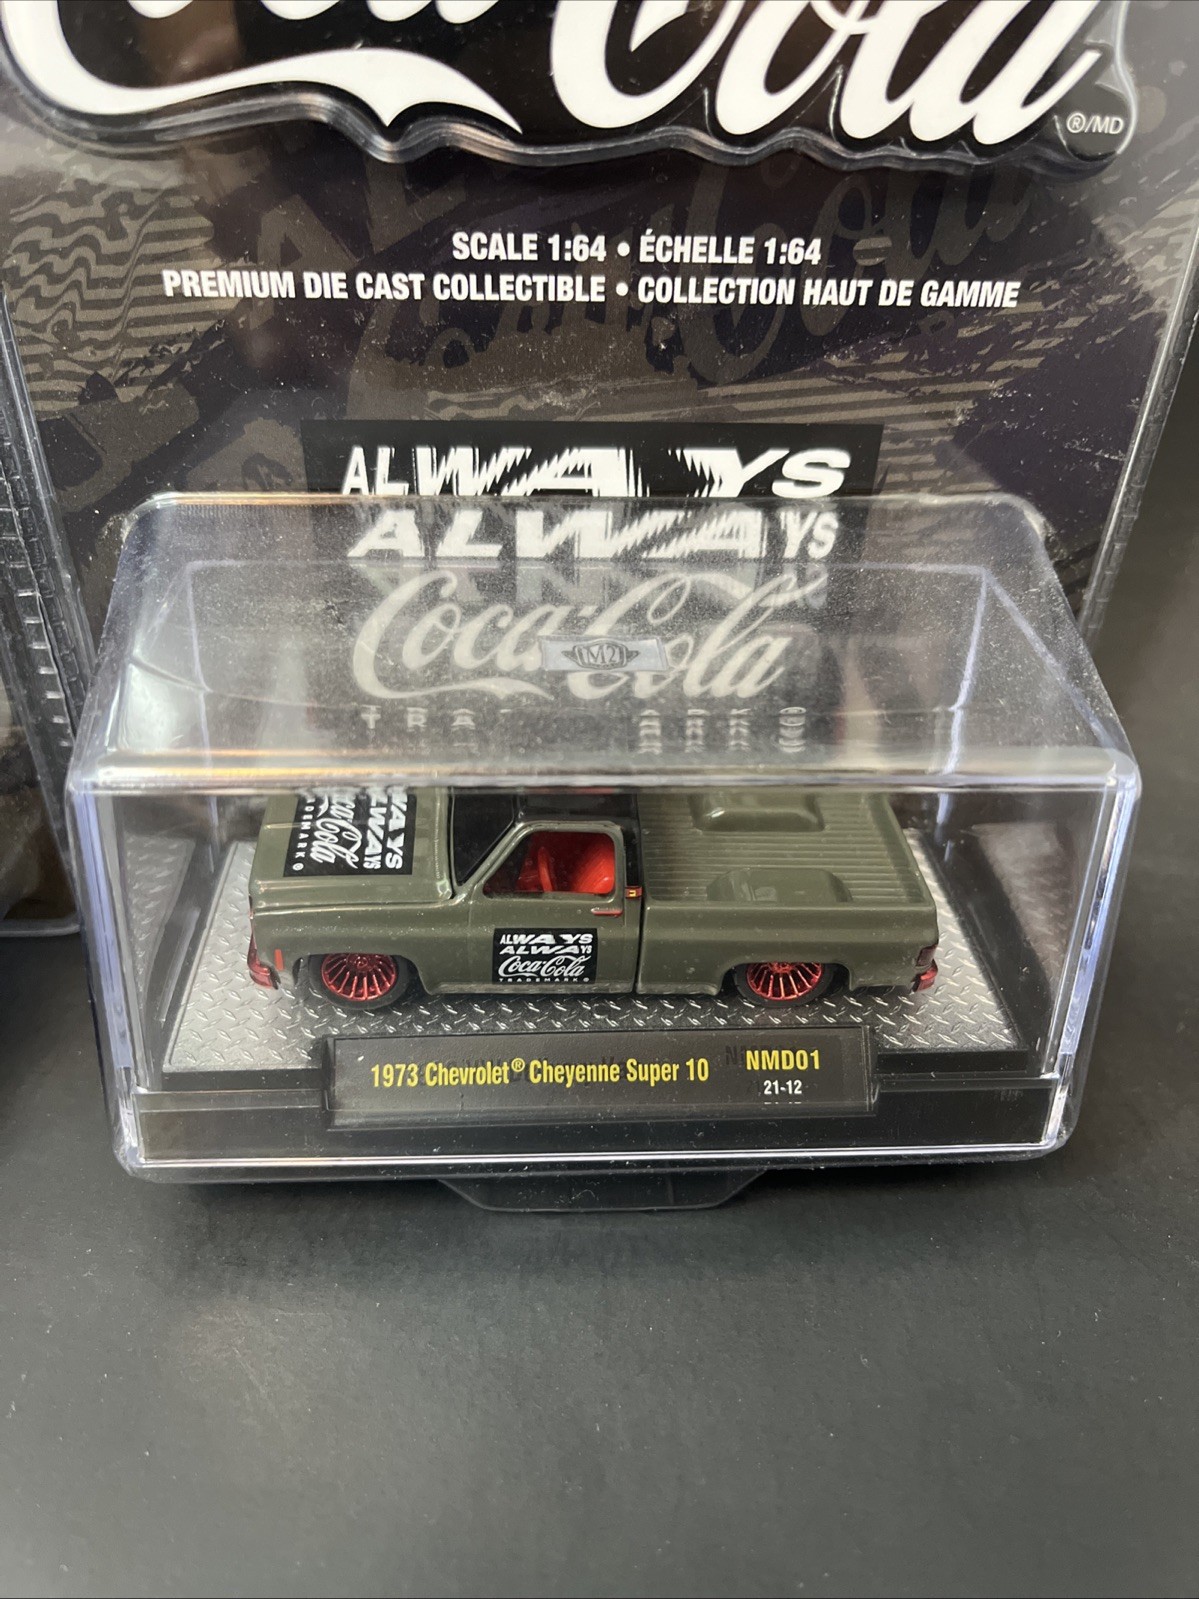 Coca-Cola
®/MD
SCALE 1:64 • ÉCHELLE 1:64
PREMIUM DIE CAST COLLECTIBLE • COLLECTION HAUT DE GAMME
ALWAYS
ALWAYS
Coca-Cola
M2
ALWAYS
ALWAYS
Coca-Cola
ALWAYS
ALWAYS
Coca-Cola
TRADEMARK®
1973 Chevrolet® Cheyenne Super 10 NMD01
21-12